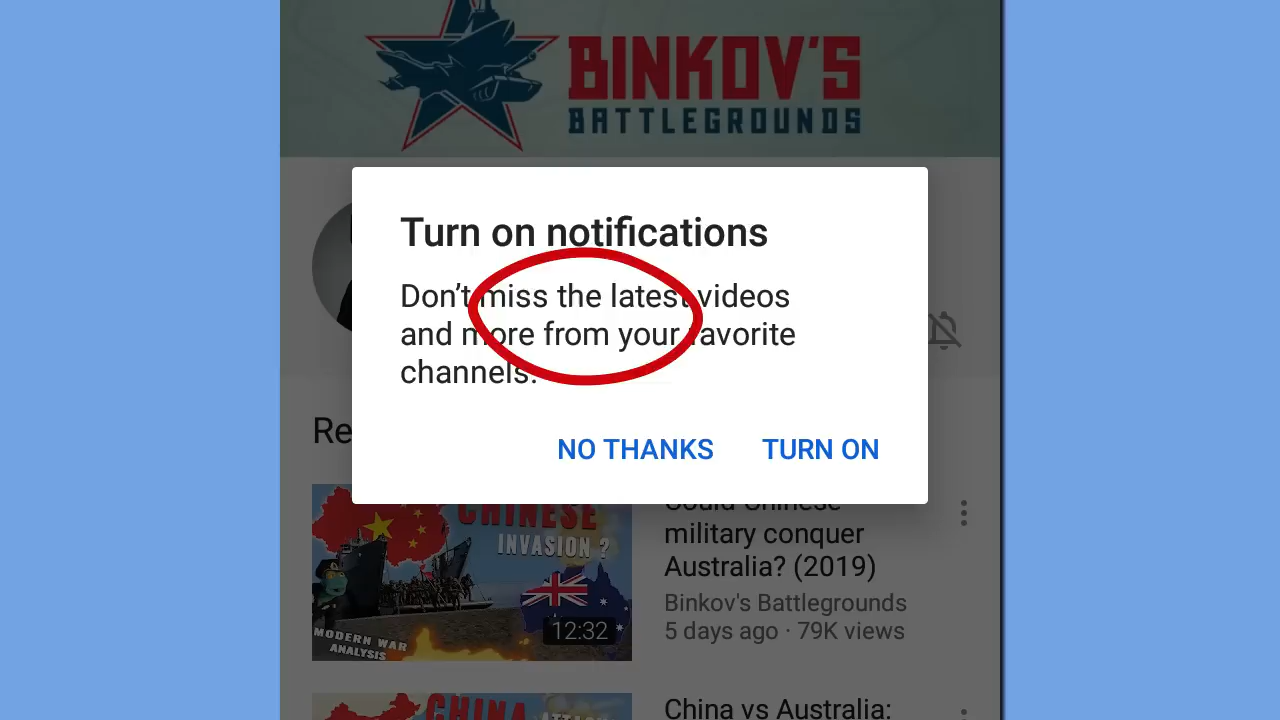 BINKOV'S
BATTLEGROUNDS
Turn on notifications
Don't miss the latest videos
and more from your favorite
channels.
NO THANKS TURN ON
Re
CHINESE
INVASION ?
12:32
MODERN WAR
ANALYSIS
Could Chinese
military conquer
Australia? (2019)
Binkov's Battlegrounds
5 days ago · 79K views
CHINA
China vs Australia: